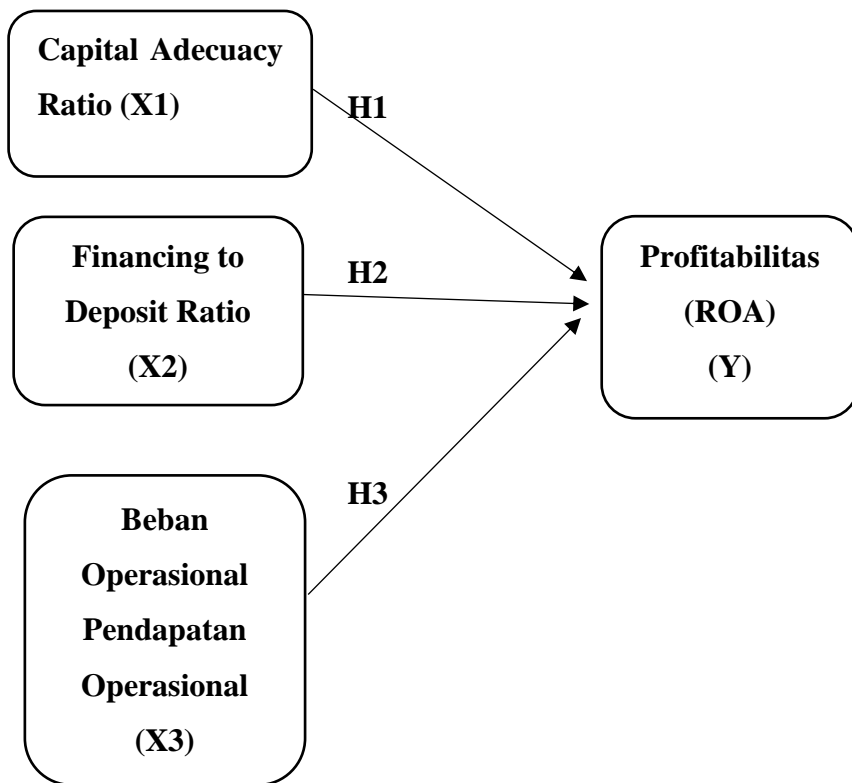 Capital Adecuacy
Ratio (X1)
H1
Financing to
Deposit Ratio
(X2)
H2
Profitabilitas
(ROA)
(Y)
H3
Beban
Operasional
Pendapatan
Operasional
(X3)